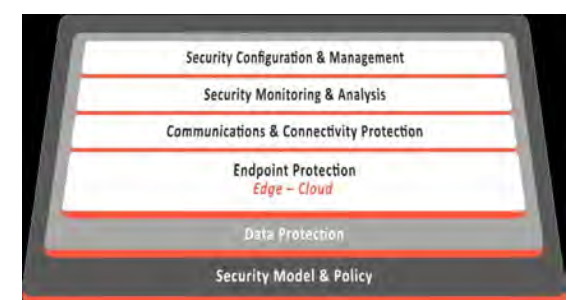 Security Configuration & Management
Security Monitoring & Analysis
Communications & Connectivity Protection
Endpoint Protection
Edge – Cloud
Data Protection
Security Model & Policy